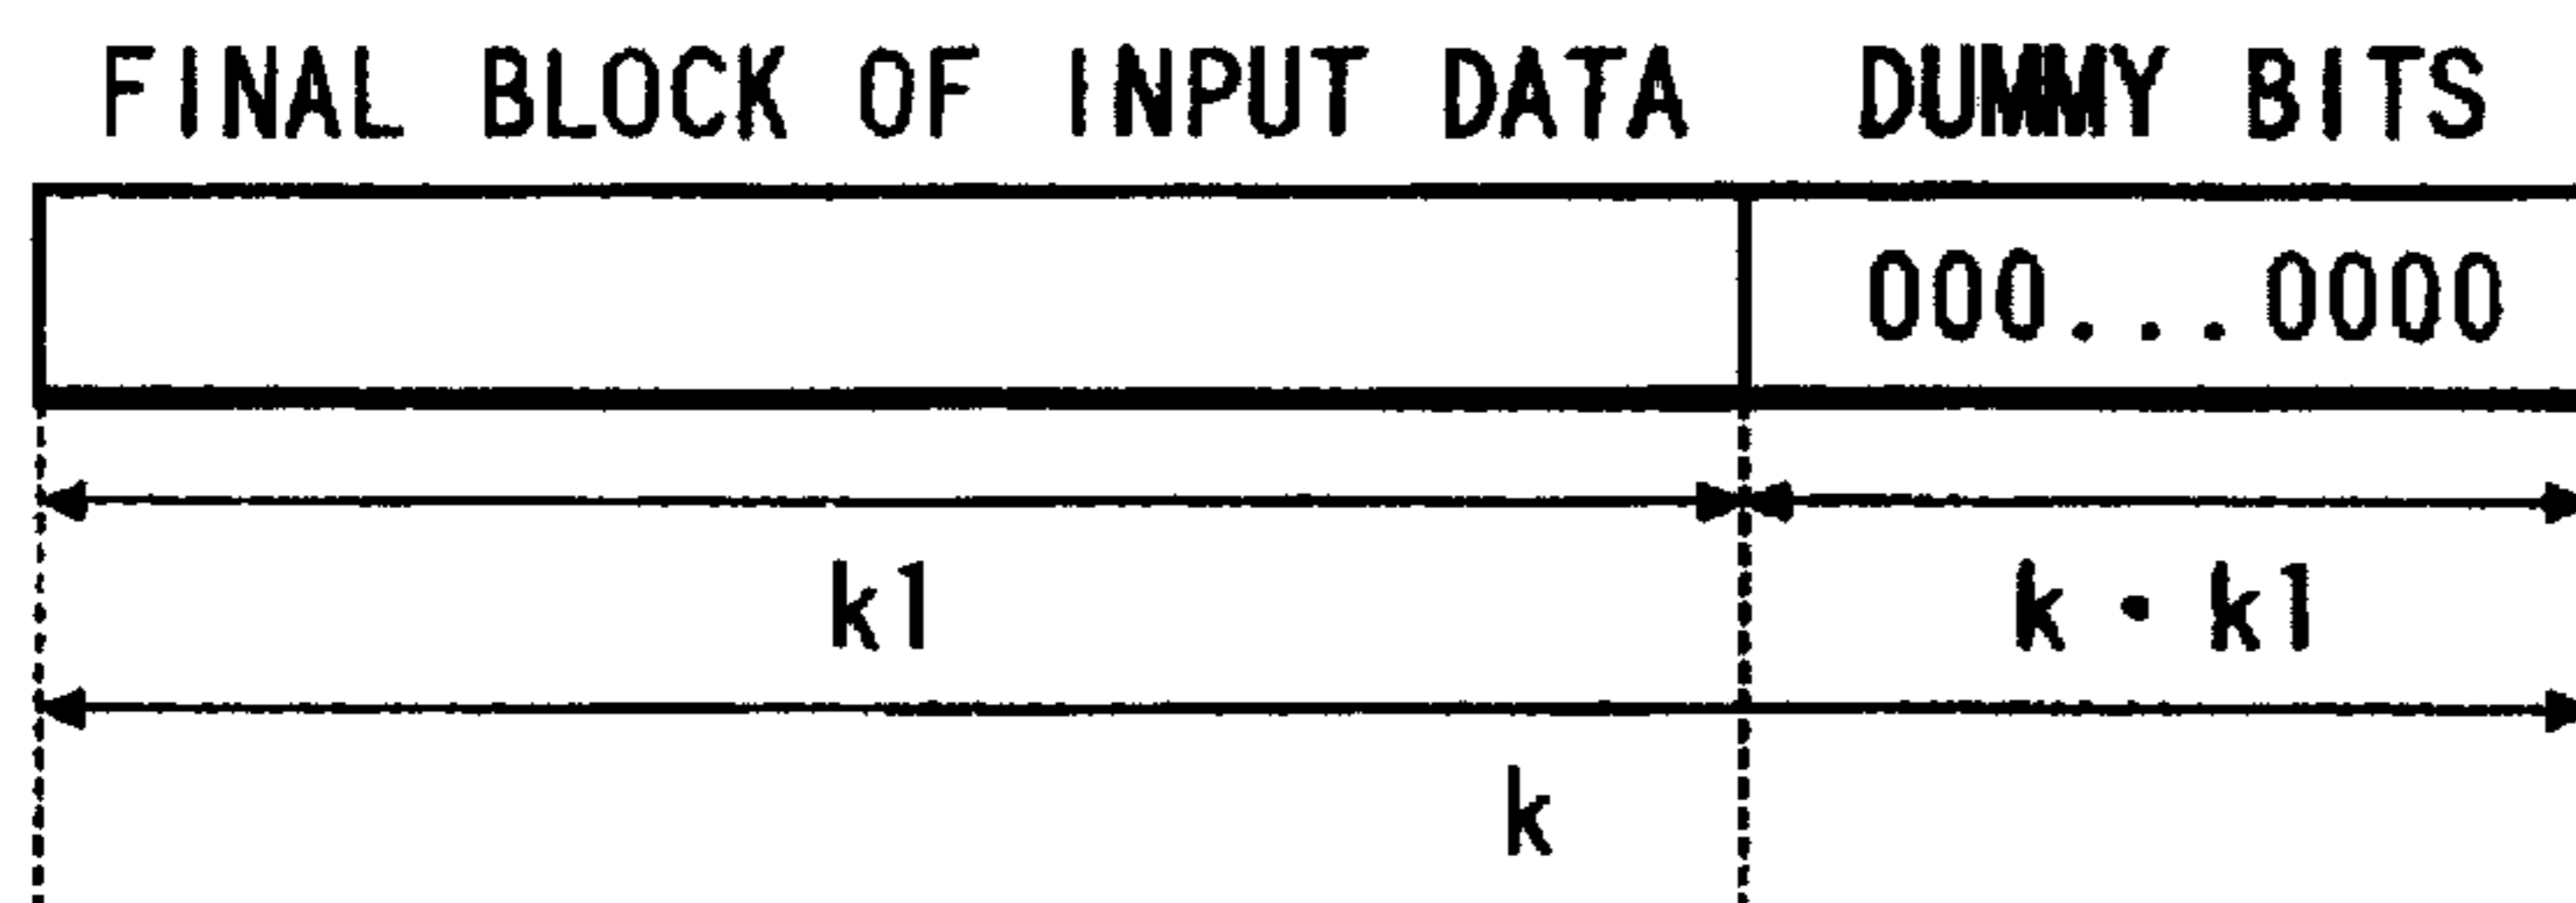 FINAL BLOCK OF INPUT DATA DUMMY BITS
000...0000
k1 k・k1
k